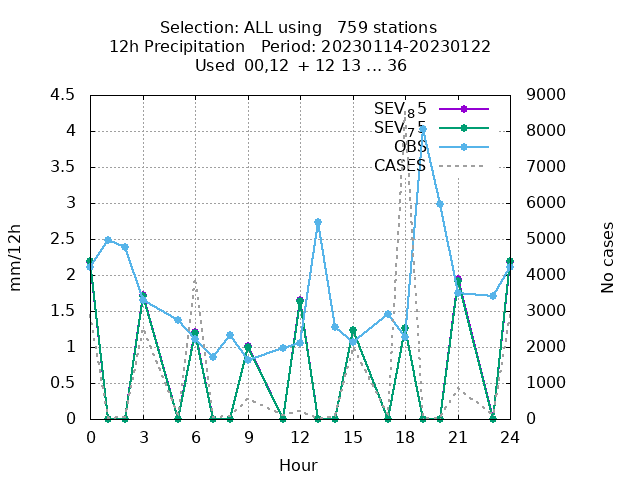 Selection: ALL using 759 stations
12h Precipitation Period: 20230114-20230122
Used 00,12 + 12 13 ... 36
4.5 9000
SEV₈5
SEV₇5
4 8000
OBS
CASES
3.5 7000
3 6000
2.5 5000
mm/12h
No cases
2 4000
1.5 3000
1 2000
0.5 1000
0 0
0 3 6 9 12 15 18 21 24
Hour